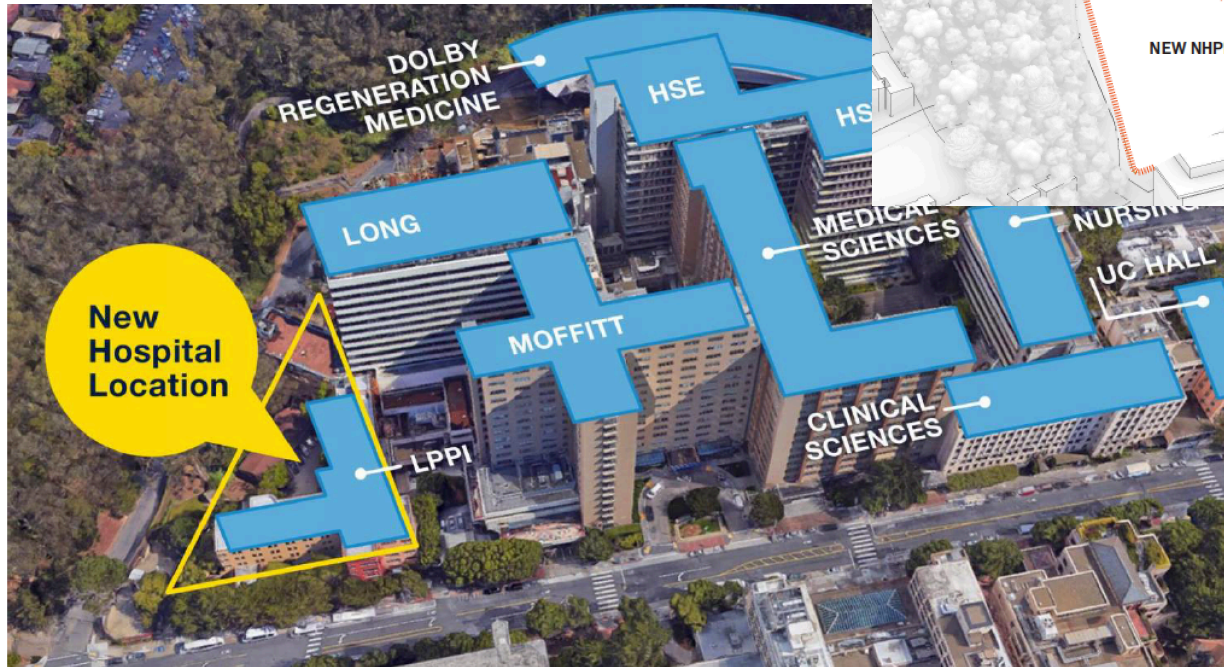 DOLBY
REGENERATION
MEDICINE
HSE
HS
NEW NHP
LONG
MEDICAL
SCIENCES
NURSING
UC HALL
New
Hospital
Location
MOFFITT
LPPI
CLINICAL
SCIENCES